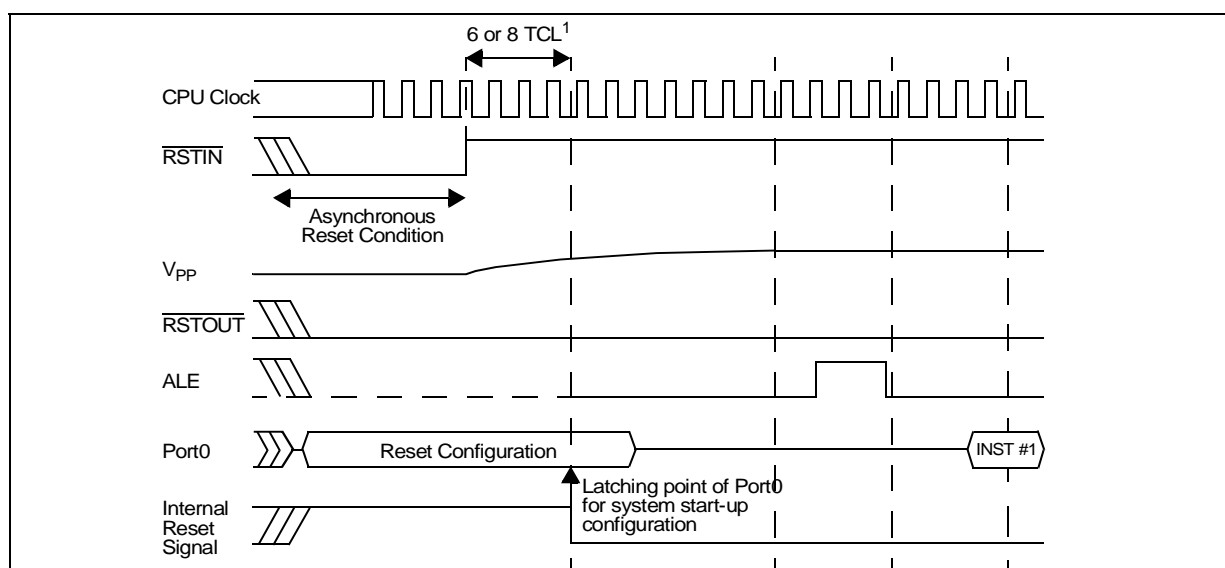 6 or 8 TCL1
CPU Clock
RSTIN
Asynchronous
Reset Condition
VPP
RSTOUT
ALE
Port0
Reset Configuration
INST #1
Latching point of Port0
for system start-up
configuration
Internal
Reset
Signal